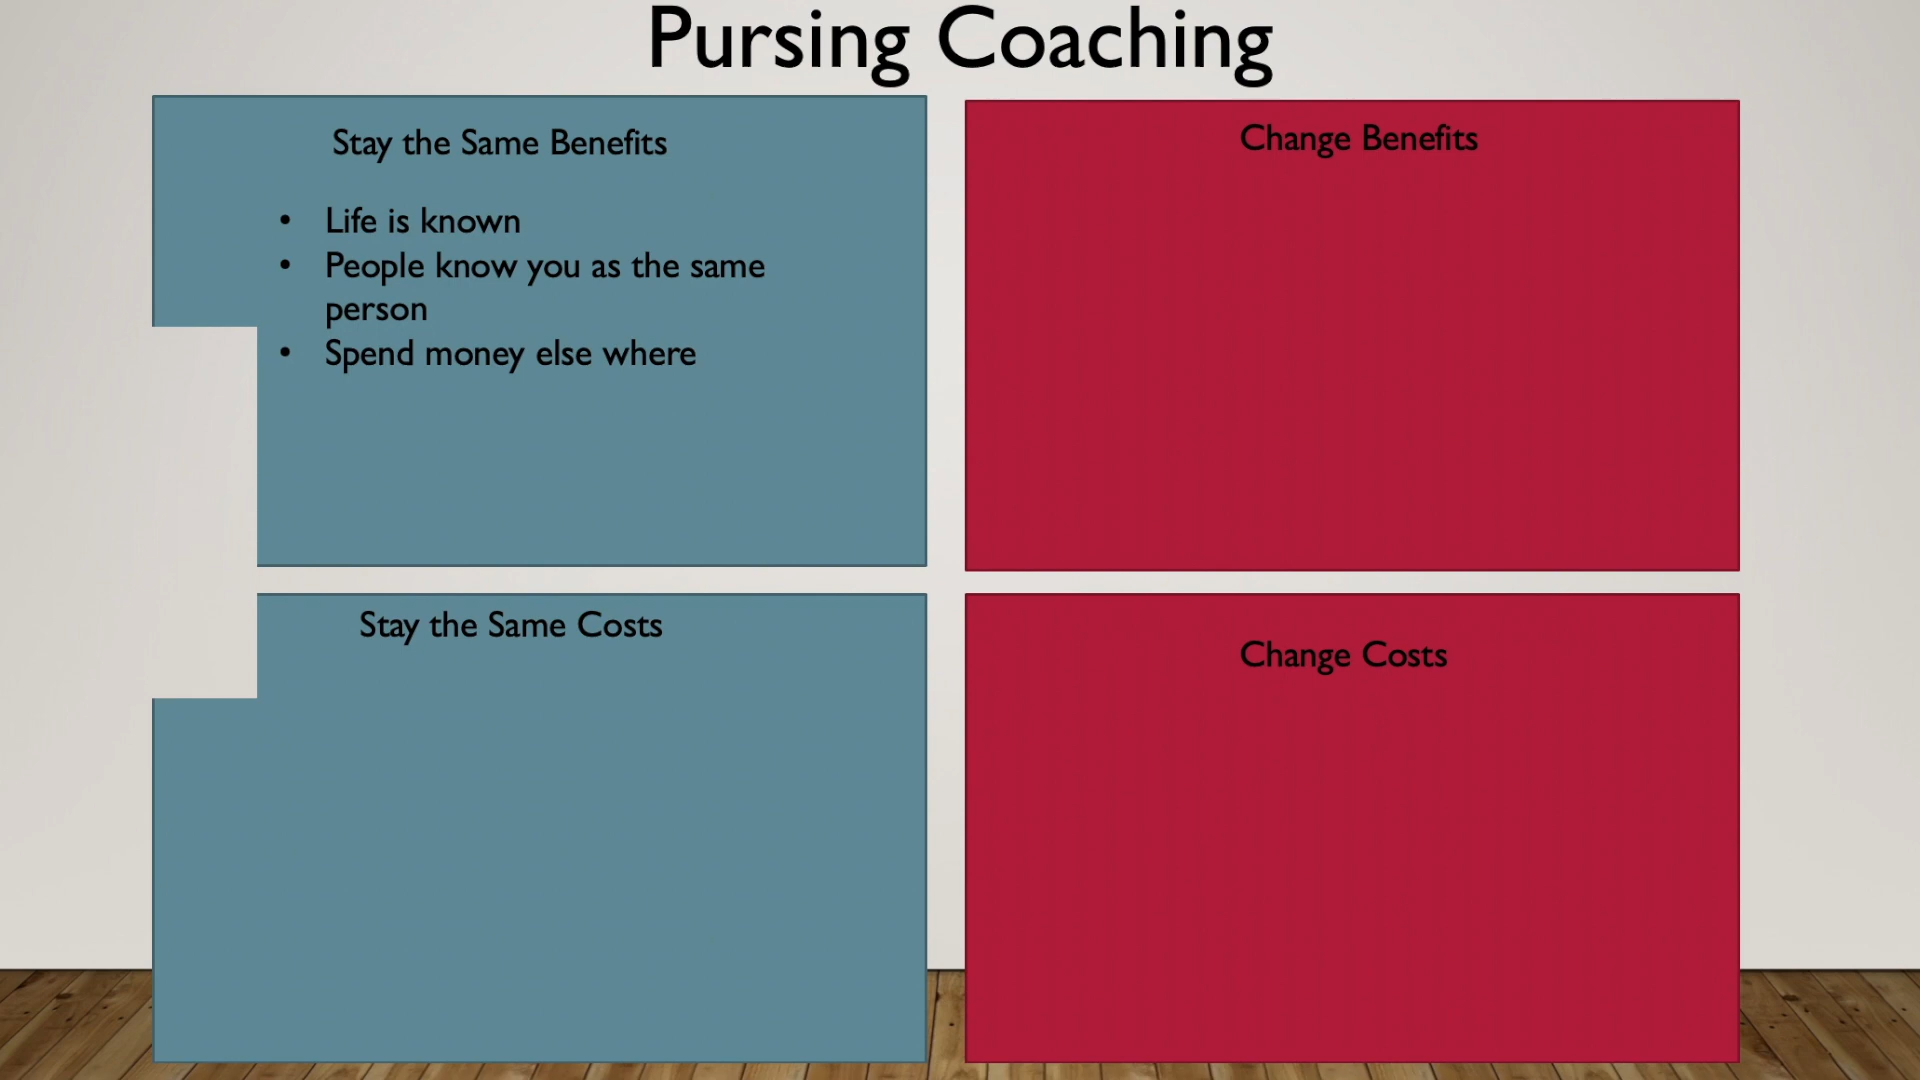 Pursing Coaching
Stay the Same Benefits
• Life is known
• People know you as the same
person
• Spend money else where
Change Benefits
Stay the Same Costs
Change Costs